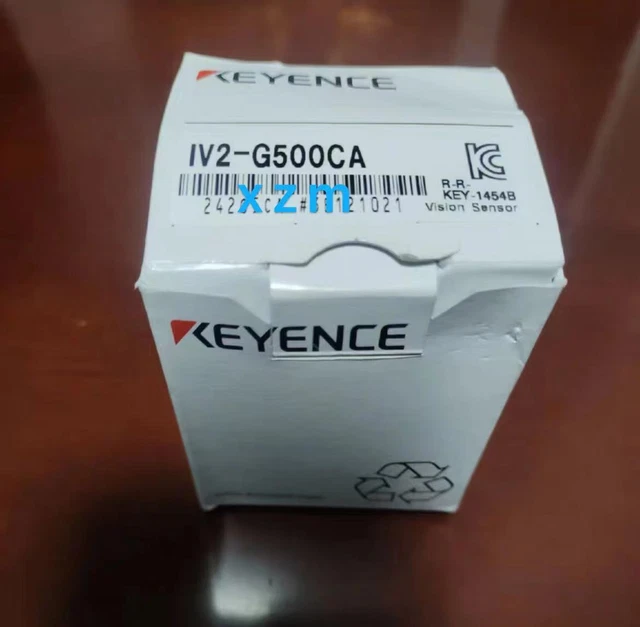 KEYENCE
IV2-G500CA
xzm
R-R-
KEY-1454B
Vision Sensor
KEYENCE